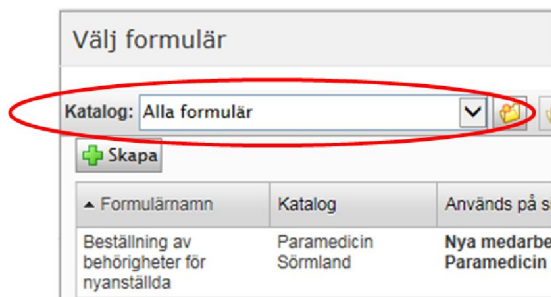 Välj formulär
Katalog: Alla formulär
Skapa
Formulärnamn Katalog Används på
Beställning av Paramedicin Nya
behörigheter för Sörmland Paramedicin
nyanställda